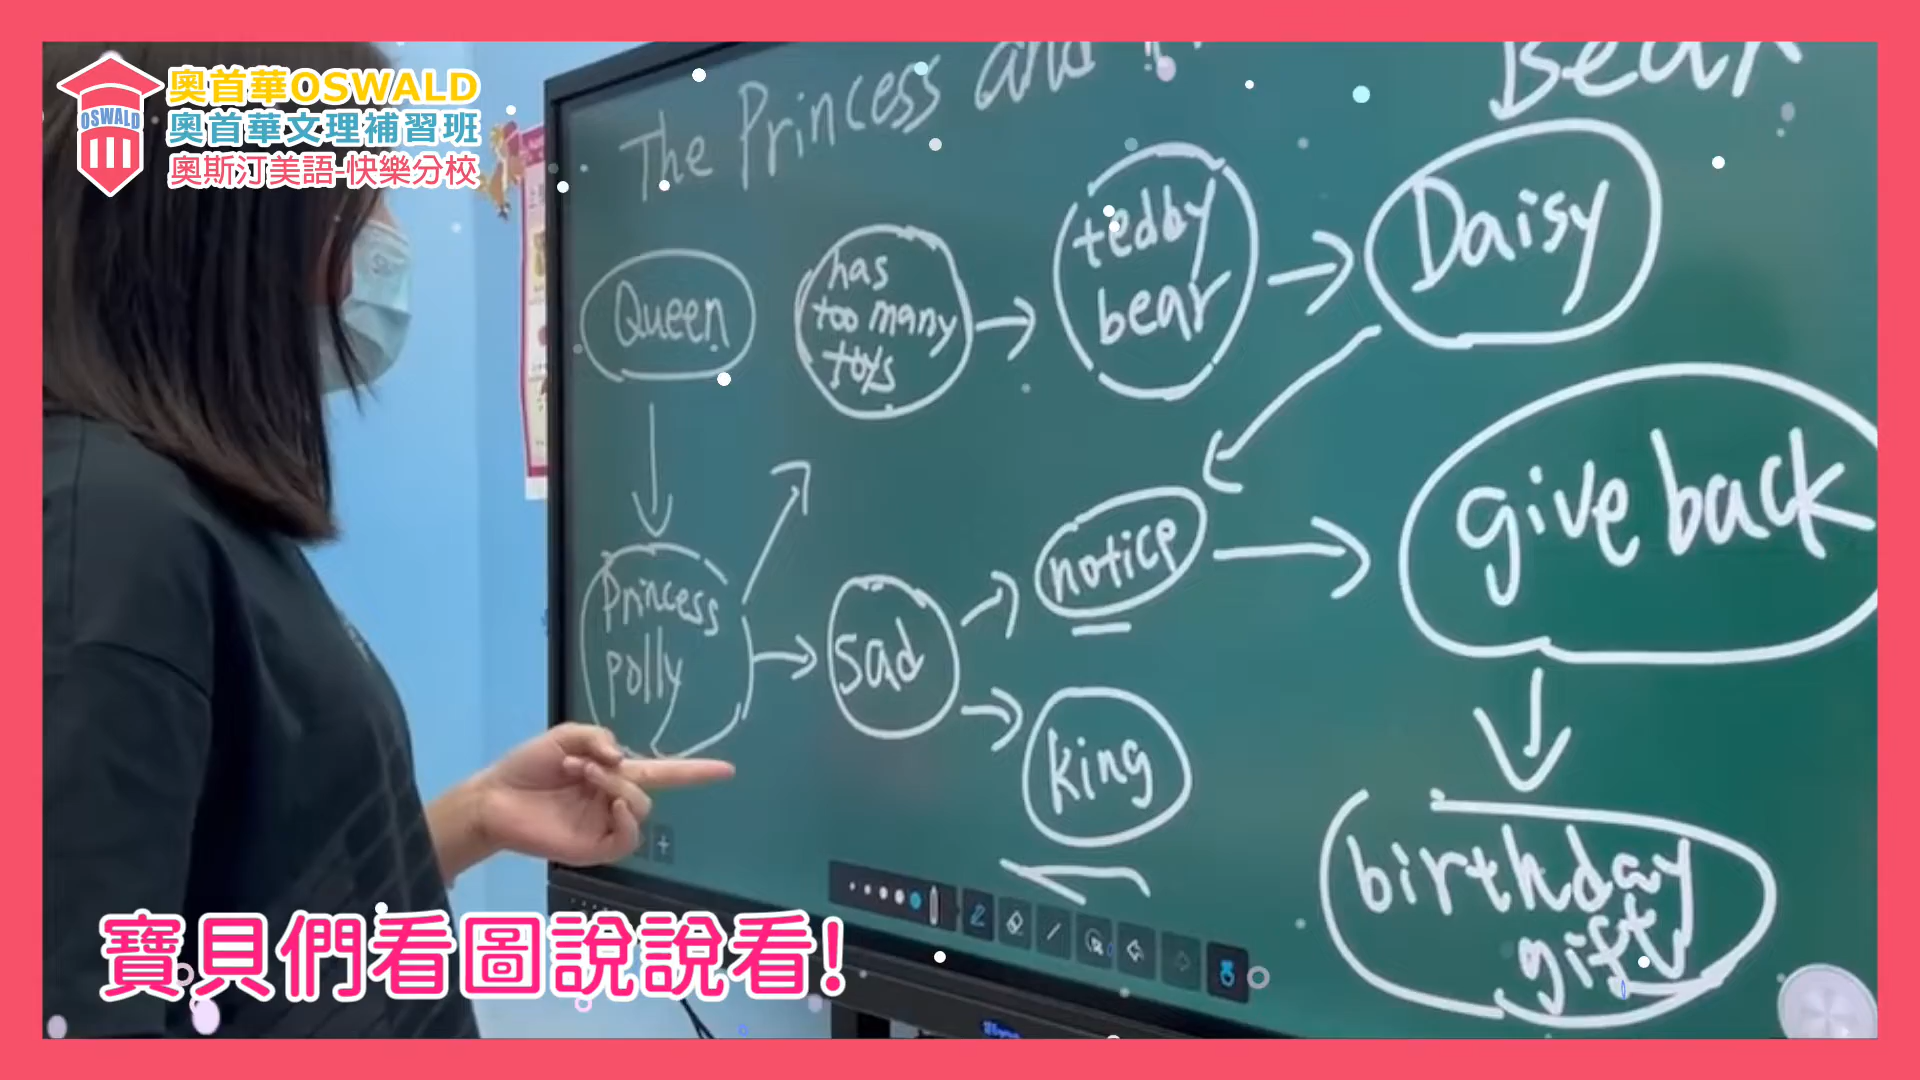 奧首華OSWALD
奧首華文理補習班
奧斯汀美語-快樂分校
OSWALD
The Princess and
Bear
Queen
has
too many
toys
teddy
bear
Daisy
Princess
polly
sad
notice
king
give back
birthday
gift
寶貝們看圖說說看!